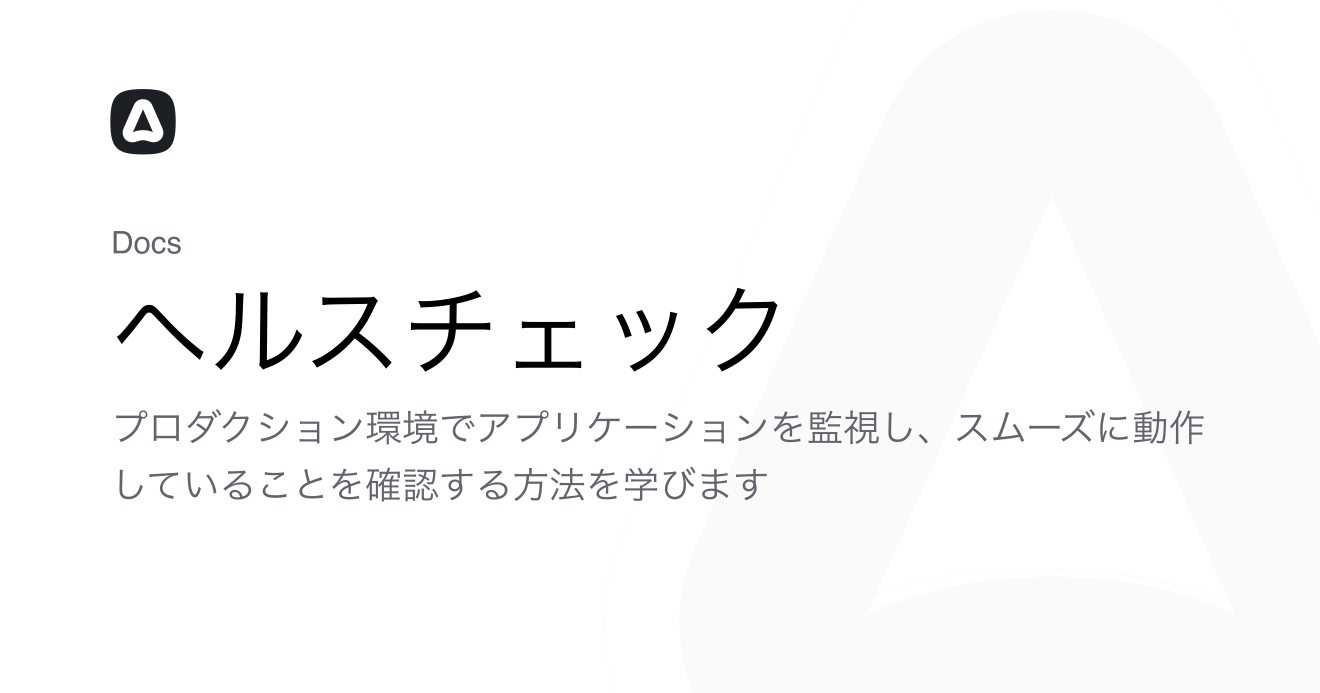 Docs
ヘルスチェック
プロダクション環境でアプリケーションを監視し、スムーズに動作
していることを確認する方法を学びます